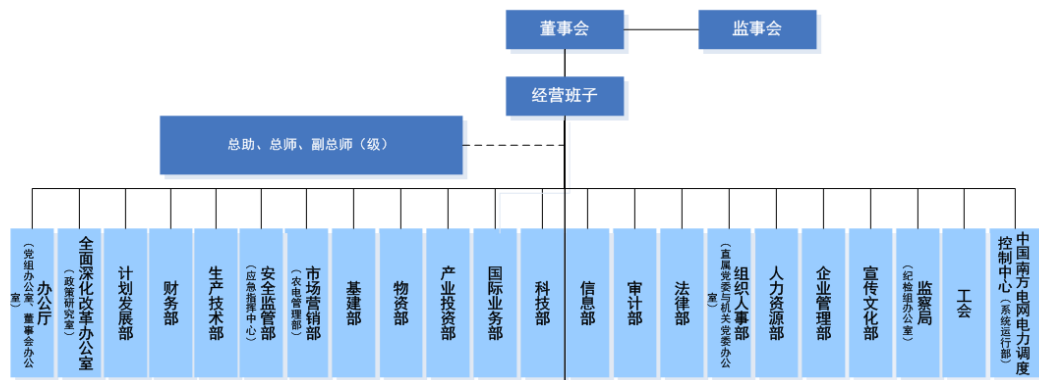 董事会
监事会
经营班子
总助、总师、副总师（级）
办公厅
（党组办公室、董事会办公室）
全面深化改革办公室
（政策研究室）
计划发展部
财务部
生产技术部
安全监管部
（应急指挥中心）
市场营销部
（农电管理部）
基建部
物资部
产业投资部
国际业务部
科技部
信息部
审计部
法律部
组织人事部
（直属党委与机关党委办公室）
人力资源部
企业管理部
宣传文化部
监察局
（纪检组办公室）
工会
中国南方电网电力调度
控制中心（系统运行部）